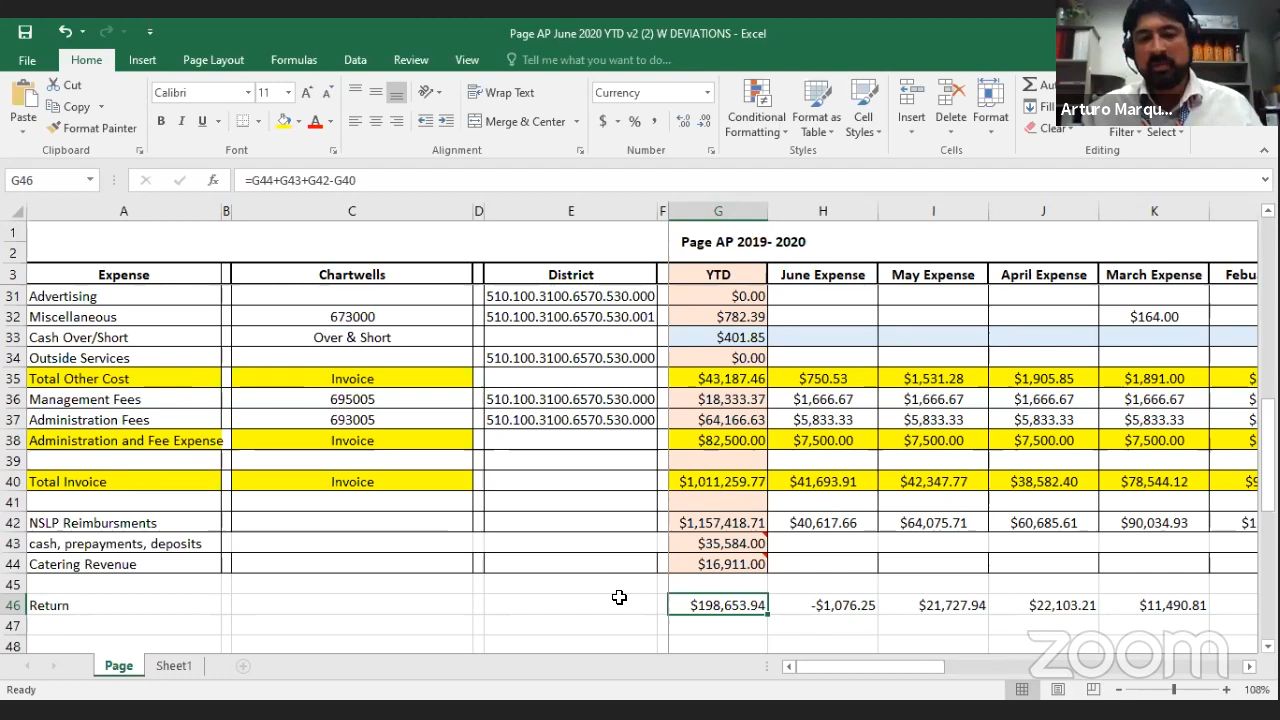 Page AP June 2020 YTD v2 (2) W DEVIATIONS - Excel
File Home Insert Page Layout Formulas Data Review View Tell me what you want to do...
Arturo Marqu...
Cut
Copy
Format Painter
Paste
Clipboard
Calibri 11
B I U
Font
Wrap Text
Merge & Center
Alignment
Currency
$ % ,
Number
Conditional Formatting
Format as Table
Cell Styles
Styles
Insert Delete Format
Cells
Fill
Clear
Filter Select
Editing
G46 fx =G44+G43+G42-G40
A B C D E F G H I J K
1
2 Page AP 2019- 2020
3 Expense Chartwells District YTD June Expense May Expense April Expense March Expense Febu
31 Advertising 510.100.3100.6570.530.000 $0.00
32 Miscellaneous 673000 510.100.3100.6570.530.001 $782.39 $164.00
33 Cash Over/Short Over & Short $401.85
34 Outside Services 510.100.3100.6570.530.000 $0.00
35 Total Other Cost Invoice $43,187.46 $750.53 $1,531.28 $1,905.85 $1,891.00 $
36 Management Fees 695005 510.100.3100.6570.530.000 $18,333.37 $1,666.67 $1,666.67 $1,666.67 $1,666.67 $
37 Administration Fees 693005 510.100.3100.6570.530.000 $64,166.63 $5,833.33 $5,833.33 $5,833.33 $5,833.33 $
38 Administration and Fee Expense Invoice $82,500.00 $7,500.00 $7,500.00 $7,500.00 $7,500.00 $
39
40 Total Invoice Invoice $1,011,259.77 $41,693.91 $42,347.77 $38,582.40 $78,544.12 $9
41
42 NSLP Reimbursments $1,157,418.71 $40,617.66 $64,075.71 $60,685.61 $90,034.93 $1
43 cash, prepayments, deposits $35,584.00
44 Catering Revenue $16,911.00
45
46 Return $198,653.94 -$1,076.25 $21,727.94 $22,103.21 $11,490.81
47
48
zoom
Page Sheet1
Ready 108%